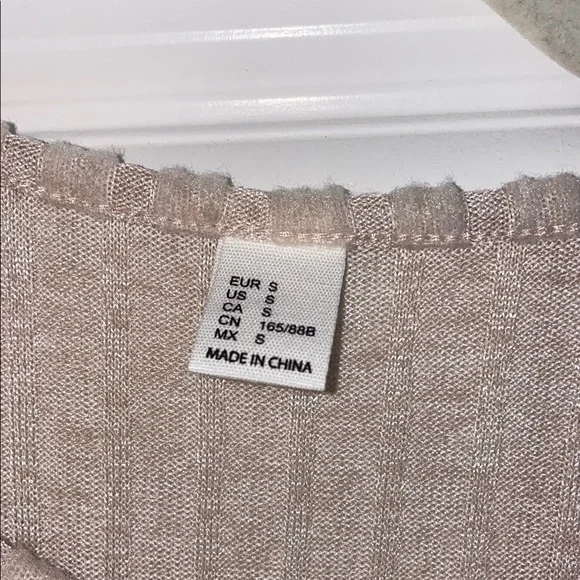 EUR S
US S
CA S
CN 165/88B
MX S
MADE IN CHINA